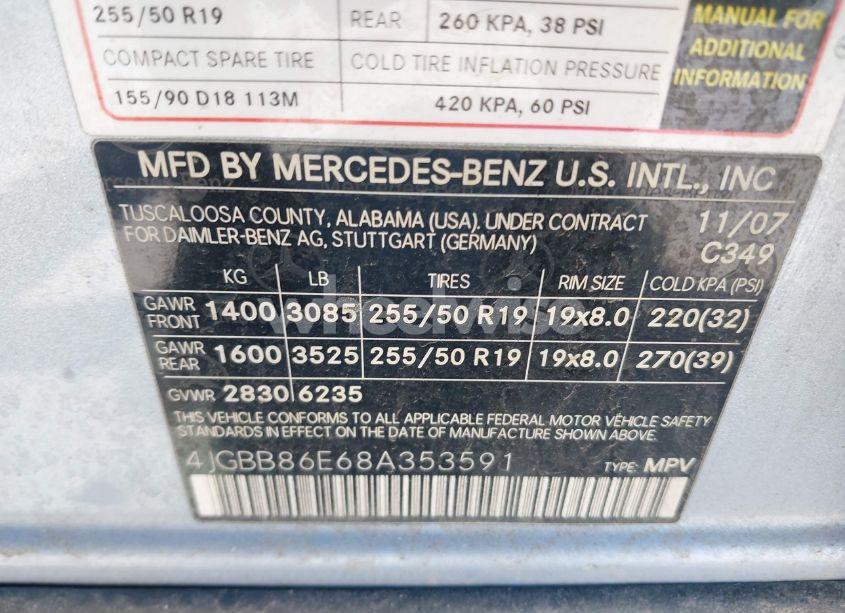 255/50 R19 REAR 260 KPA, 38 PSI
MANUAL FOR
ADDITIONAL
INFORMATION
COMPACT SPARE TIRE COLD TIRE INFLATION PRESSURE
155/90 D18 113M 420 KPA, 60 PSI
MFD BY MERCEDES-BENZ U.S. INTL., INC
TUSCALOOSA COUNTY, ALABAMA (USA). UNDER CONTRACT 11/07
FOR DAIMLER-BENZ AG, STUTTGART (GERMANY) C349
KG LB TIRES RIM SIZE COLD KPA (PSI)
GAWR FRONT 1400 3085 255/50 R19 19x8.0 220(32)
GAWR REAR 1600 3525 255/50 R19 19x8.0 270(39)
GVWR 2830 6235
THIS VEHICLE CONFORMS TO ALL APPLICABLE FEDERAL MOTOR VEHICLE SAFETY
STANDARDS IN EFFECT ON THE DATE OF MANUFACTURE SHOWN ABOVE.
4JGBB86E68A353591 TYPE: MPV
wheelwise